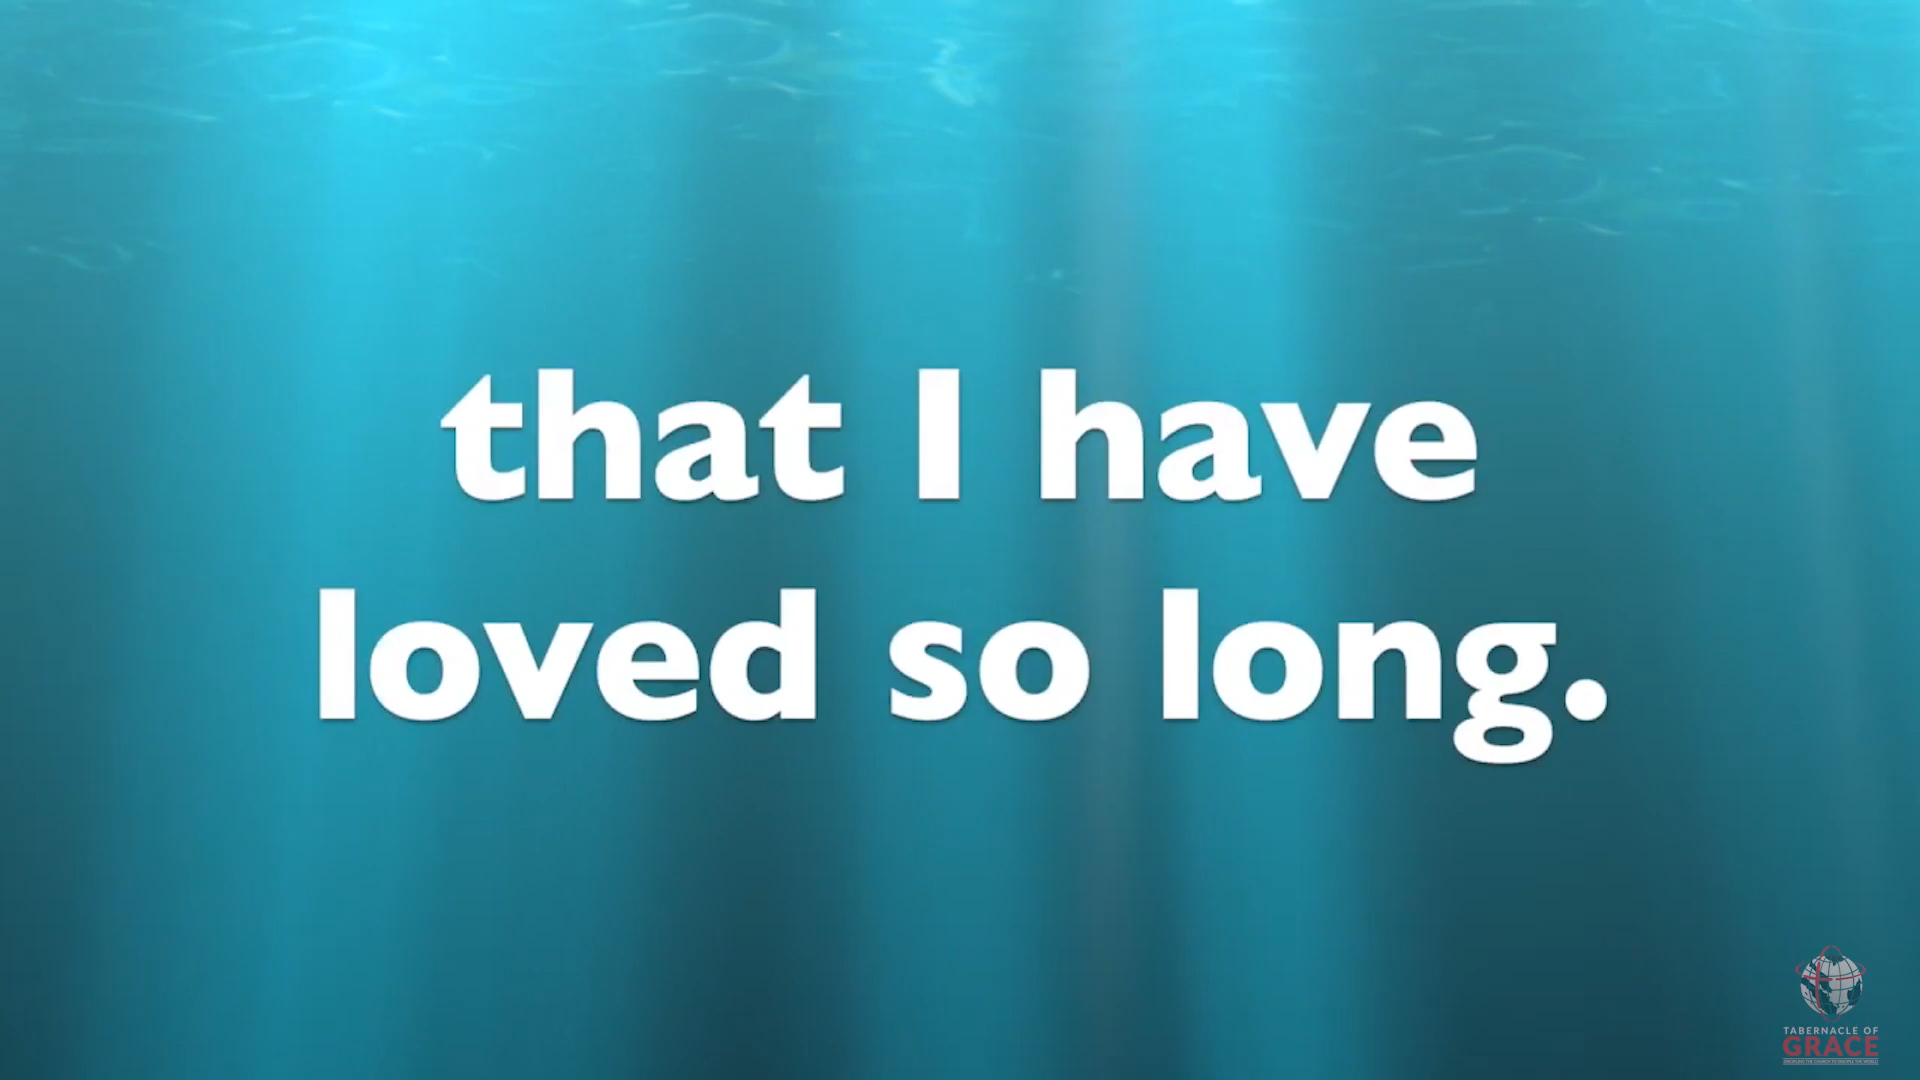 that I have
loved so long.
TABERNACLE OF
GRACE